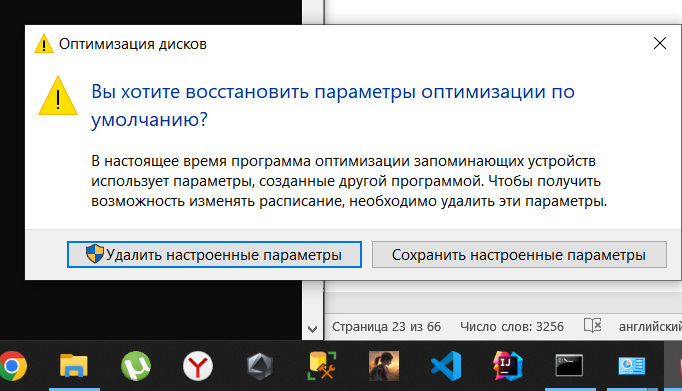 Оптимизация дисков
Вы хотите восстановить параметры оптимизации по
умолчанию?
В настоящее время программа оптимизации запоминающих устройств
использует параметры, созданные другой программой. Чтобы получить
возможность изменять расписание, необходимо удалить эти параметры.
Удалить настроенные параметры
Сохранить настроенные параметры
Страница 23 из 66 Число слов: 3256 английский